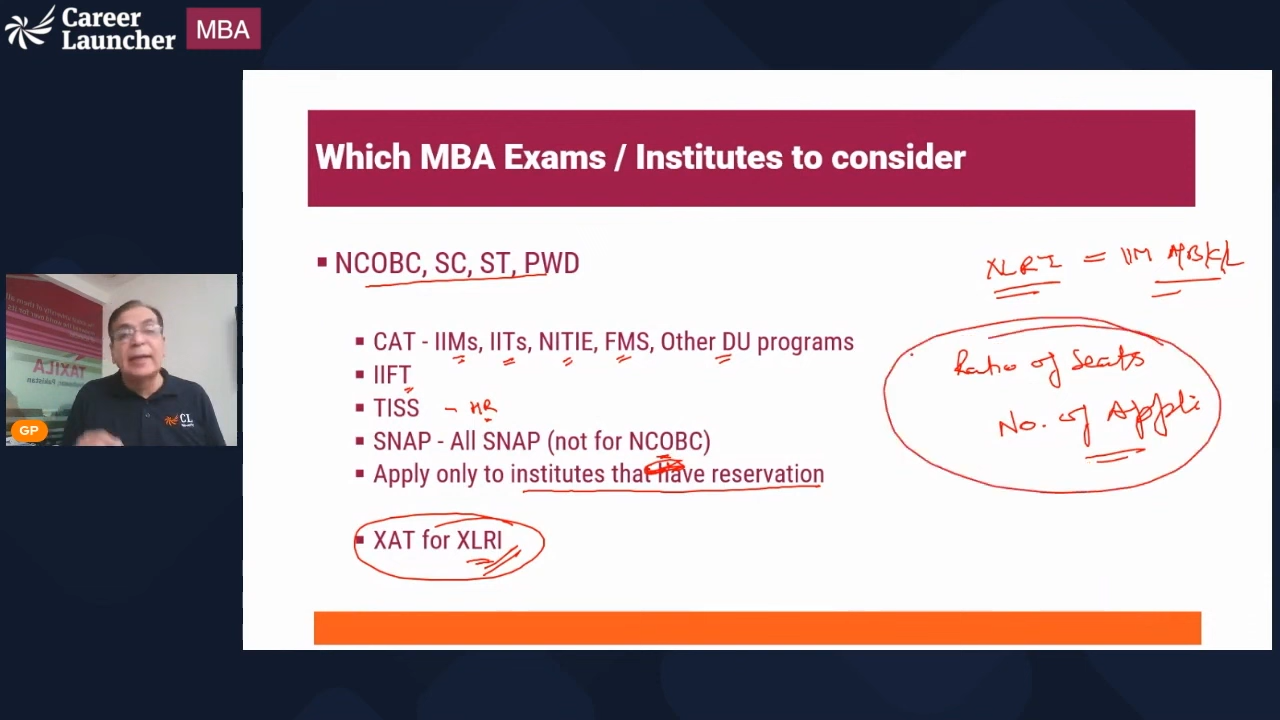 Career
Launcher
MBA
Which MBA Exams / Institutes to consider
▪ NCOBC, SC, ST, PWD
XLRI = IIM A/B/C/L
▪ CAT - IIMs, IITs, NITIE, FMS, Other DU programs
▪ IIFT
▪ TISS - HR
▪ SNAP - All SNAP (not for NCOBC)
▪ Apply only to institutes that have reservation
▪ XAT for XLRI
Ratio of Seats
No. of Appli
TAXILA
CL
GP